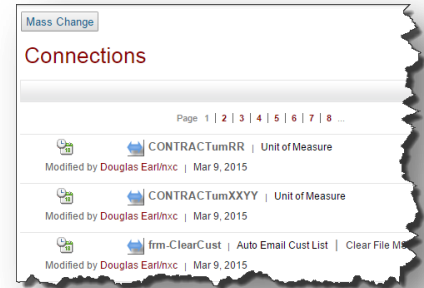 Mass Change
Connections
Page 1 | 2 | 3 | 4 | 5 | 6 | 7 | 8 ...
CONTRACTumRR | Unit of Measure
Modified by Douglas Earl/nxc | Mar 9, 2015
CONTRACTumXXYY | Unit of Measure
Modified by Douglas Earl/nxc | Mar 9, 2015
frm-ClearCust | Auto Email Cust List | Clear File
Modified by Douglas Earl/nxc | Mar 9, 2015